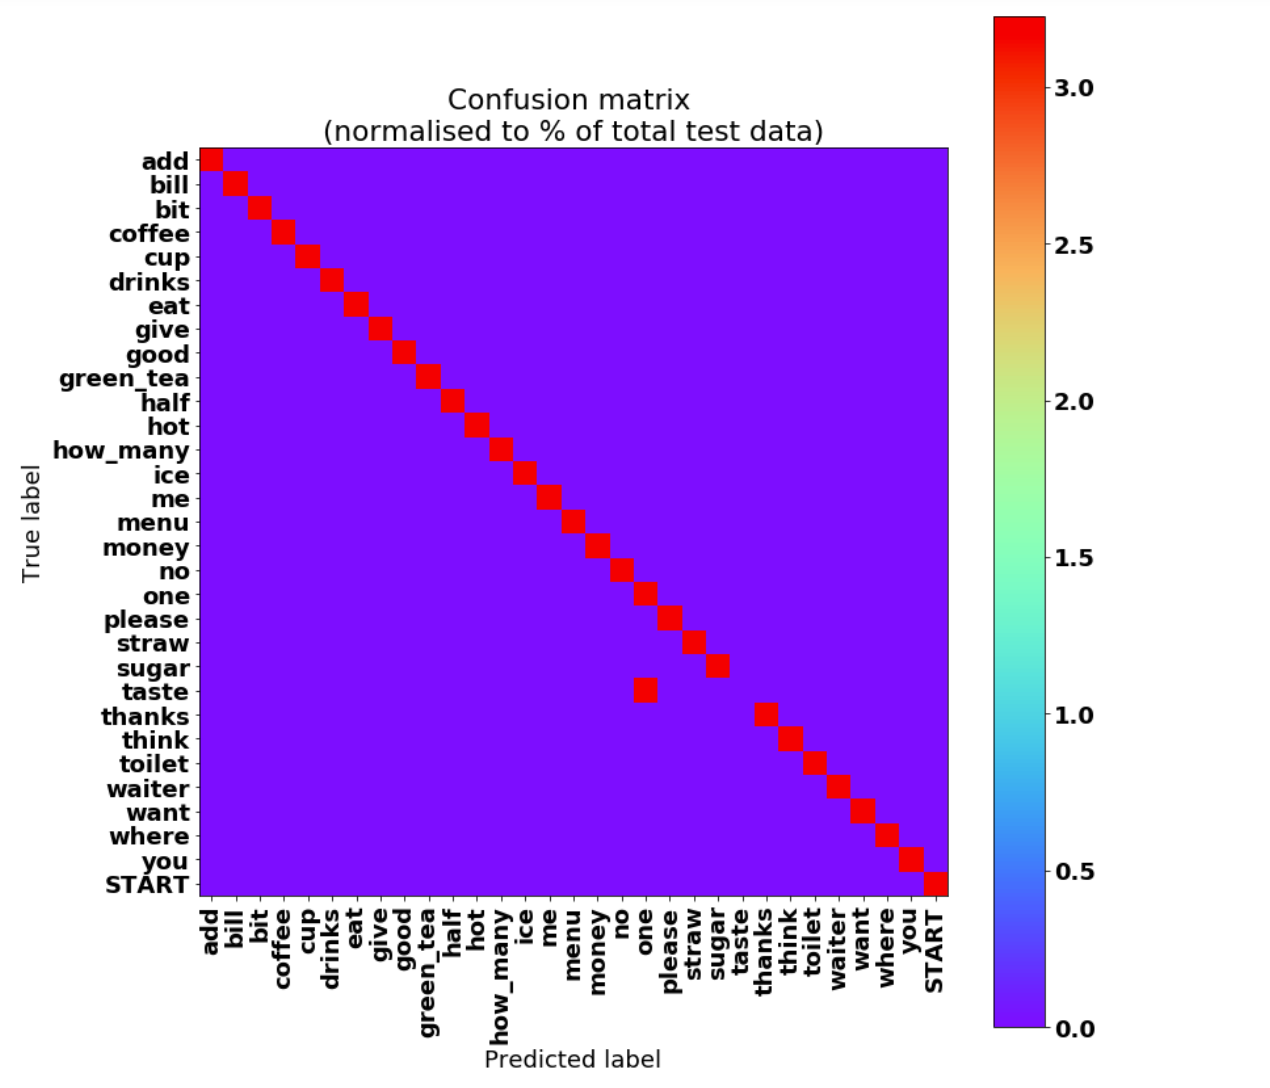 Confusion matrix
(normalised to % of total test data)
True label
add
bill
bit
coffee
cup
drinks
eat
give
good
green_tea
half
hot
how_many
ice
me
menu
money
no
one
please
straw
sugar
taste
thanks
think
toilet
waiter
want
where
you
START
add
bill
bit
coffee
cup
drinks
eat
give
good
green_tea
half
hot
how_many
ice
me
menu
money
no
one
please
straw
sugar
taste
thanks
think
toilet
waiter
want
where
you
START
Predicted label
3.0
2.5
2.0
1.5
1.0
0.5
0.0